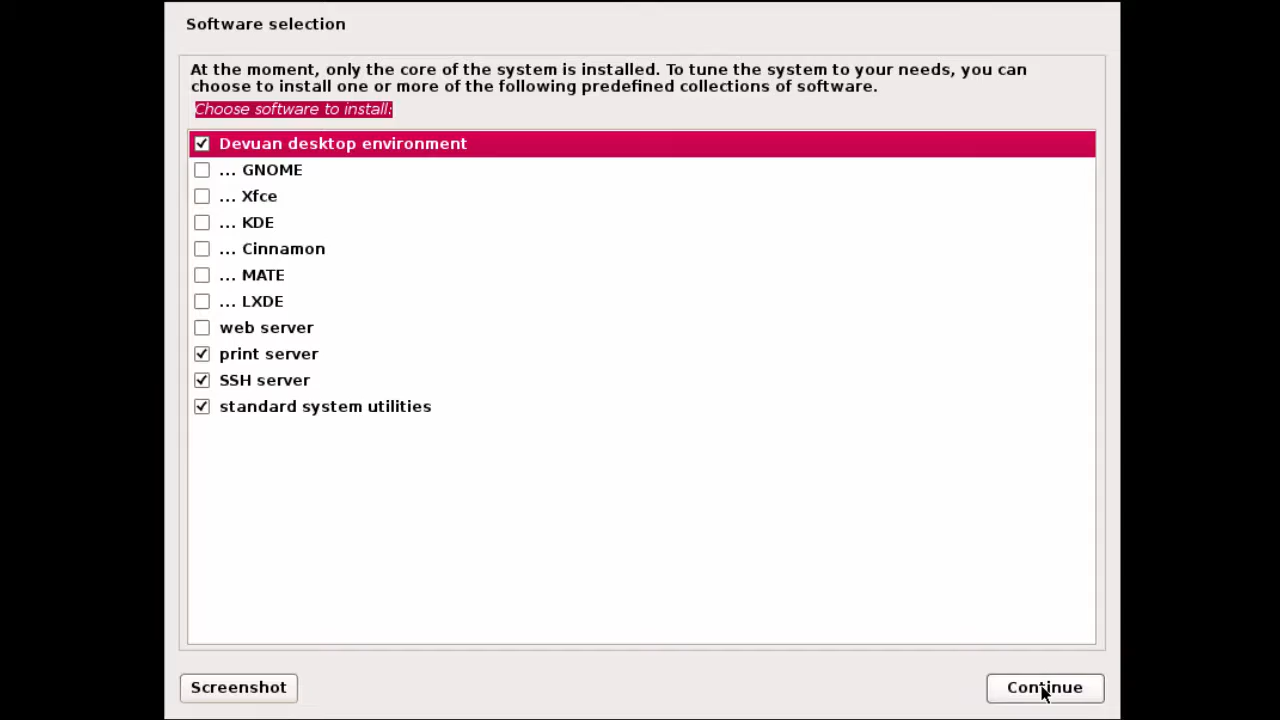 Software selection
At the moment, only the core of the system is installed. To tune the system to your needs, you can
choose to install one or more of the following predefined collections of software.
Choose software to install:
Devuan desktop environment
... GNOME
... Xfce
... KDE
... Cinnamon
... MATE
... LXDE
web server
print server
SSH server
standard system utilities
Screenshot
Continue